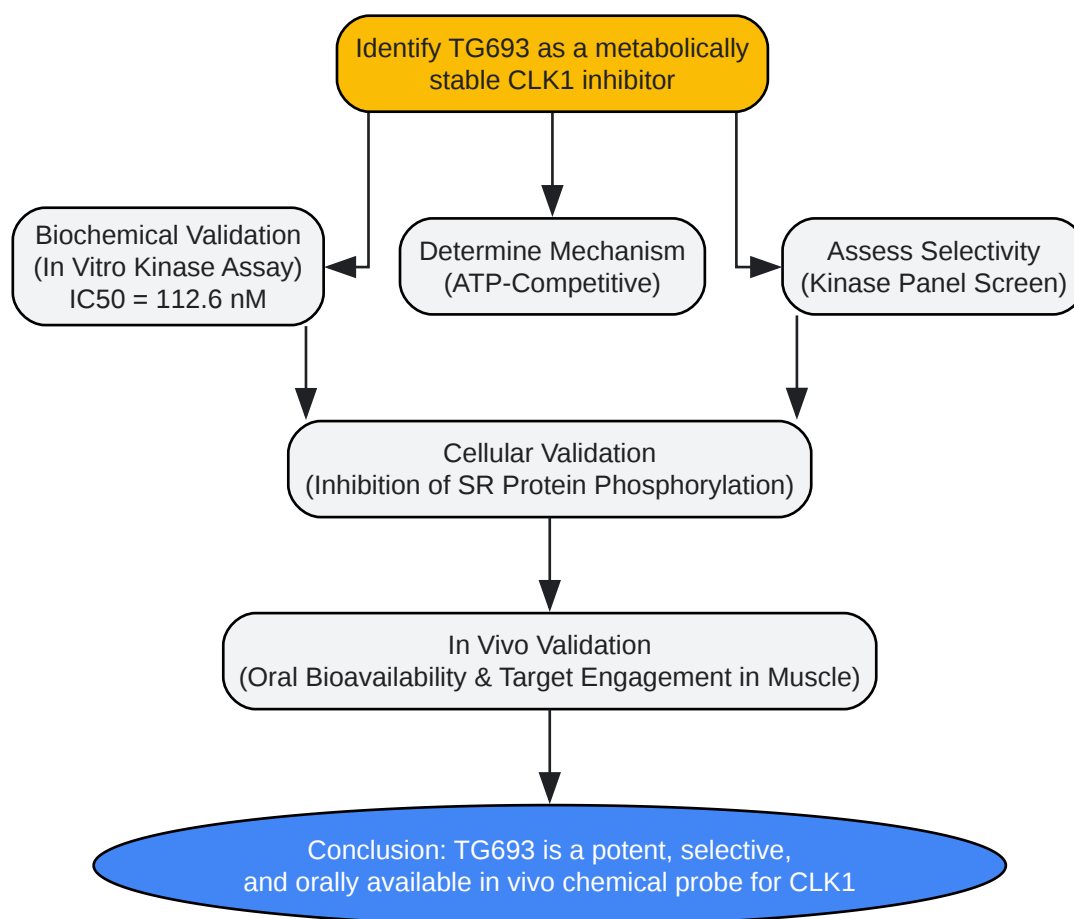 Identify TG693 as a metabolically
stable CLK1 inhibitor
Biochemical Validation
(In Vitro Kinase Assay)
IC50 = 112.6 nM
Determine Mechanism
(ATP-Competitive)
Assess Selectivity
(Kinase Panel Screen)
Cellular Validation
(Inhibition of SR Protein Phosphorylation)
In Vivo Validation
(Oral Bioavailability & Target Engagement in Muscle)
Conclusion: TG693 is a potent, selective,
and orally available in vivo chemical probe for CLK1